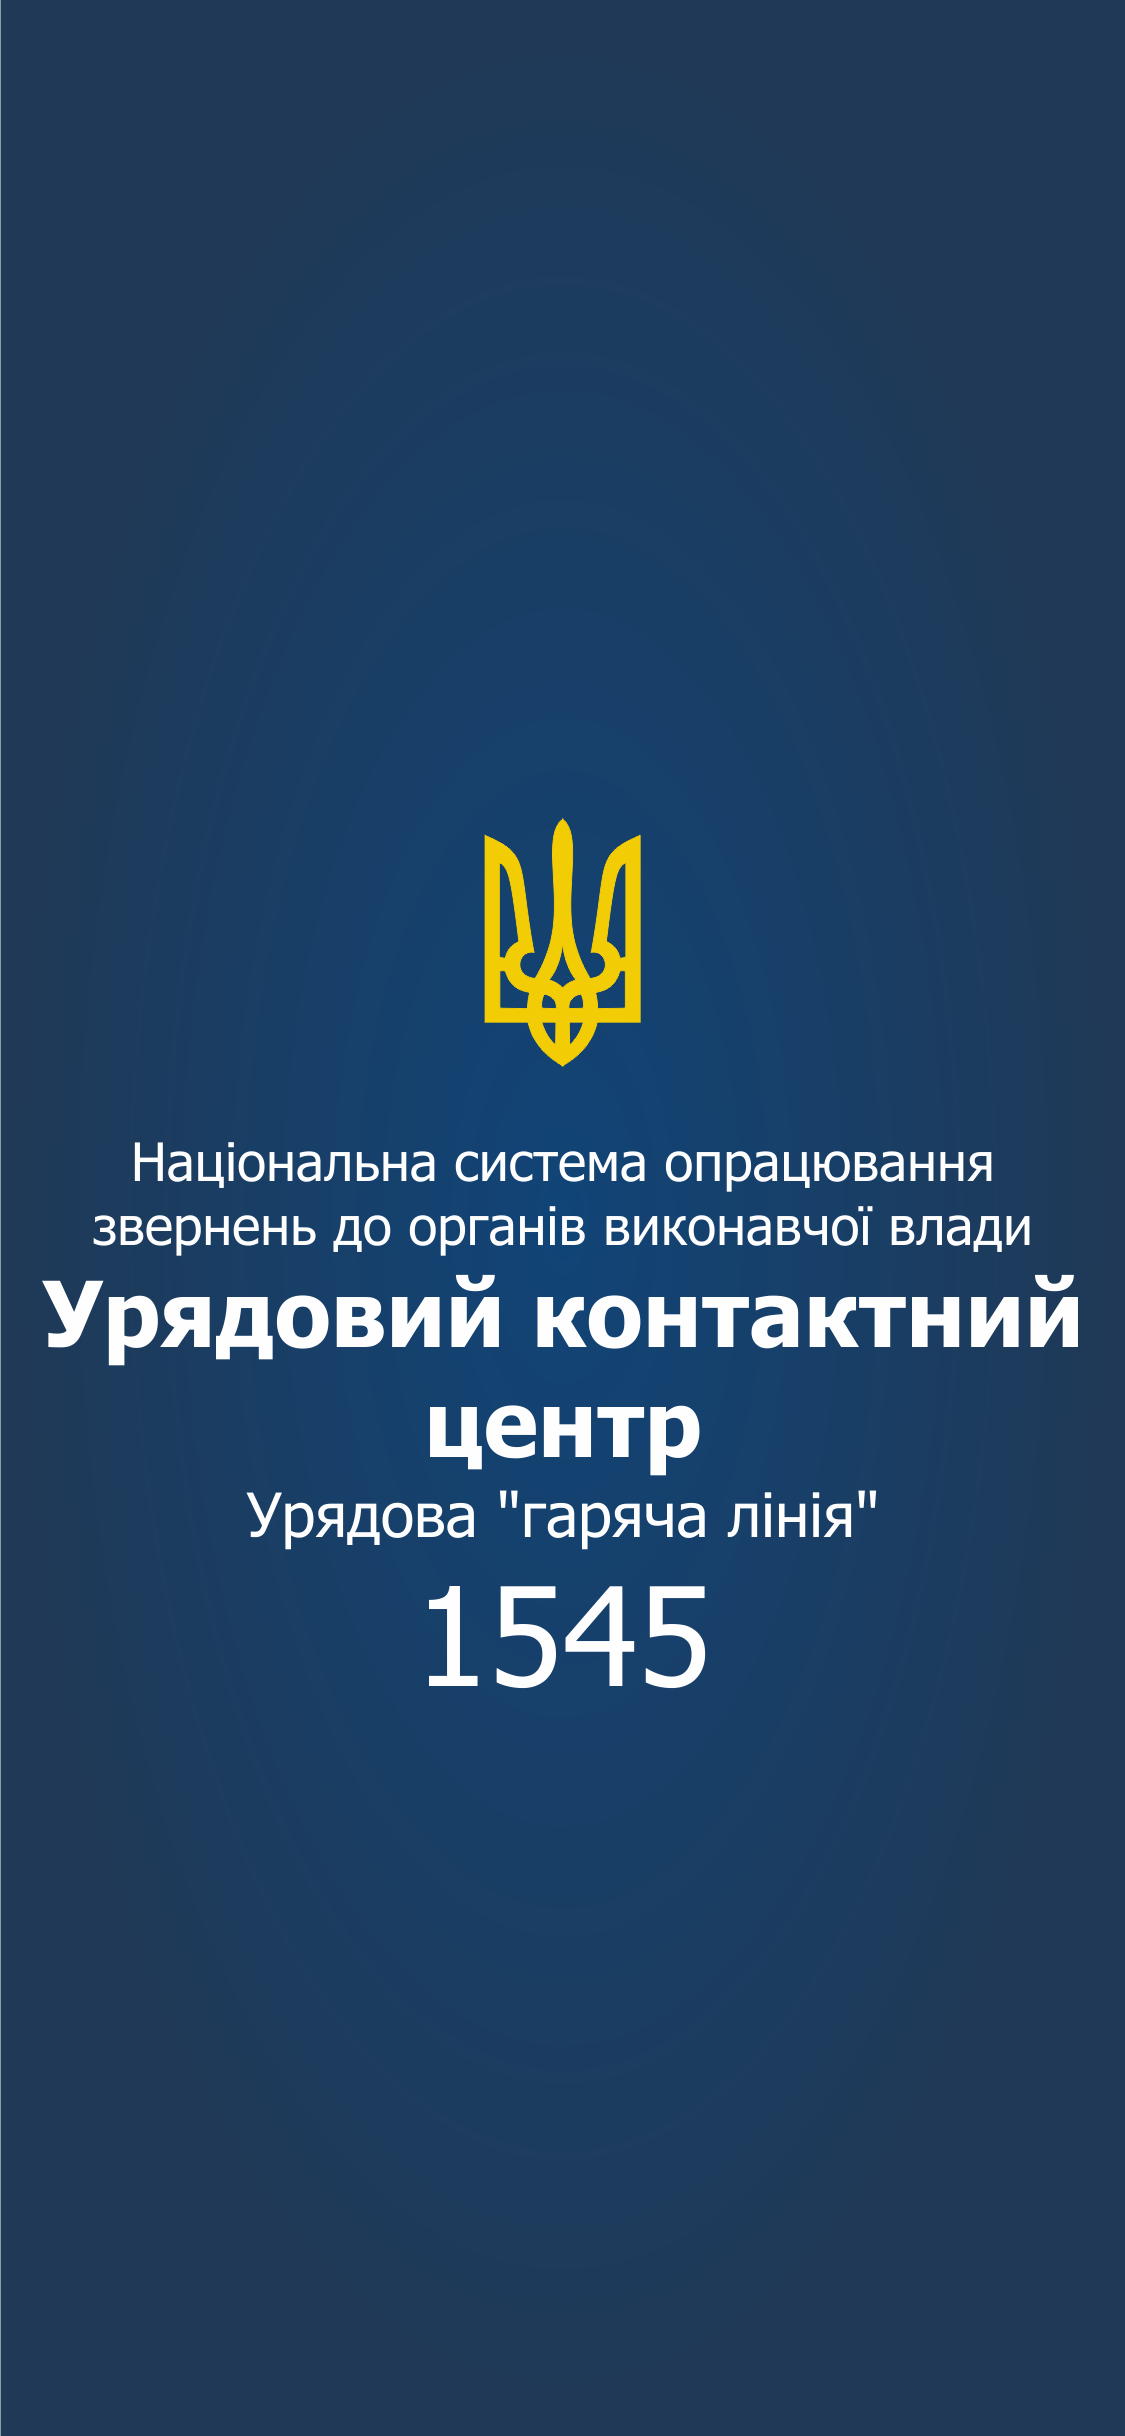 Національна система опрацювання
звернень до органів виконавчої влади
Урядовий контактний
центр
Урядова "гаряча лінія"
1545